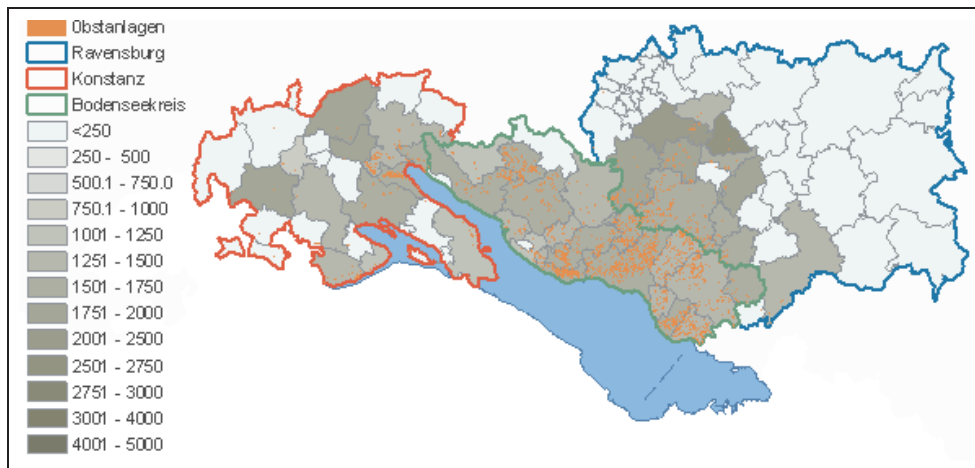 Obstanlagen
Ravensburg
Konstanz
Bodenseekreis
<250
250 - 500
500.1 - 750.0
750.1 - 1000
1001 - 1250
1251 - 1500
1501 - 1750
1751 - 2000
2001 - 2500
2501 - 2750
2751 - 3000
3001 - 4000
4001 - 5000